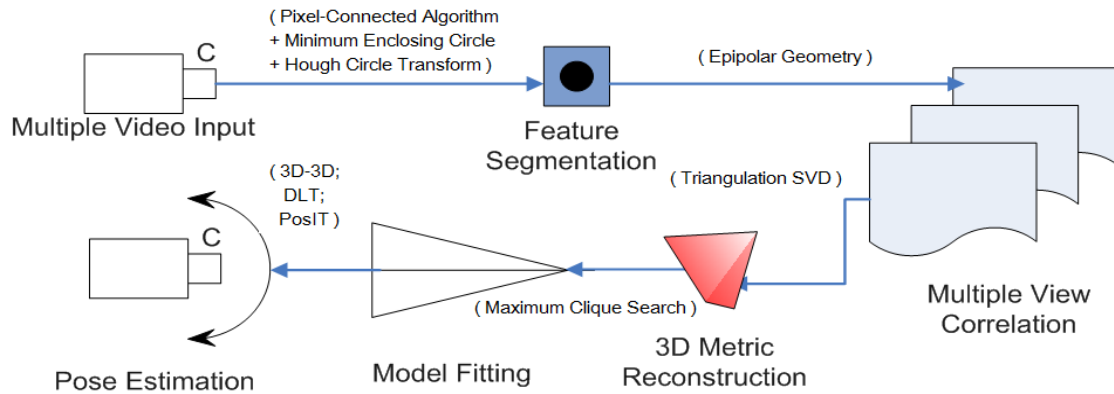 ( Pixel-Connected Algorithm
+ Minimum Enclosing Circle
+ Hough Circle Transform )
C
( Epipolar Geometry )
Multiple Video Input
Feature
Segmentation
( 3D-3D;
DLT;
PosIT )
( Triangulation SVD )
C
( Maximum Clique Search )
Multiple View
Correlation
3D Metric
Reconstruction
Model Fitting
Pose Estimation